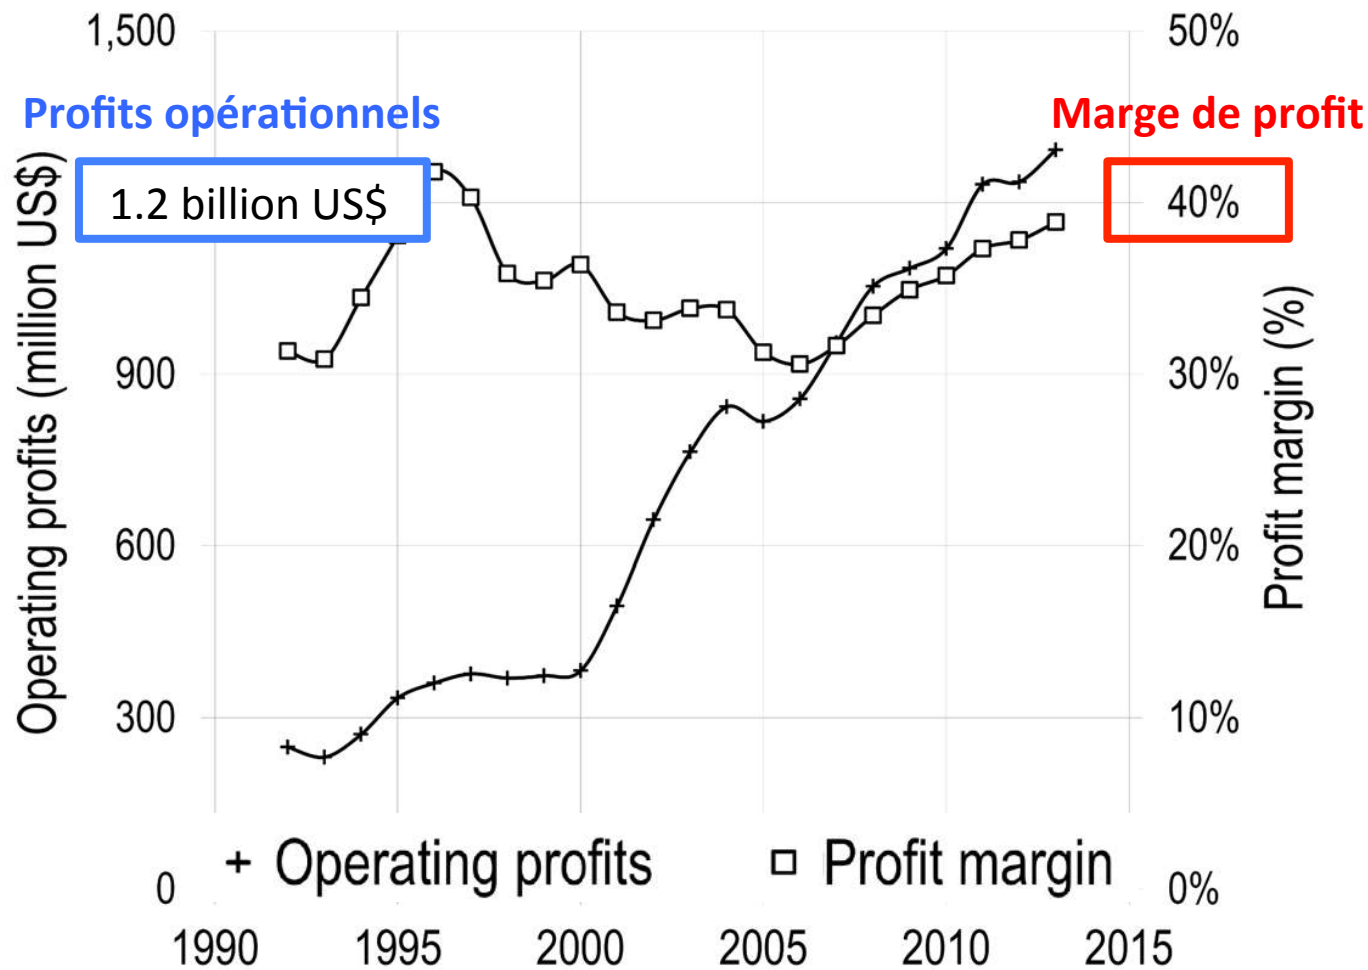 1,500
50%
Profits opérationnels
Marge de profit
1.2 billion US$
40%
Operating profits (million US$)
Profit margin (%)
900
30%
600
20%
300
10%
+ Operating profits
□ Profit margin
0
0%
1990
1995
2000
2005
2010
2015